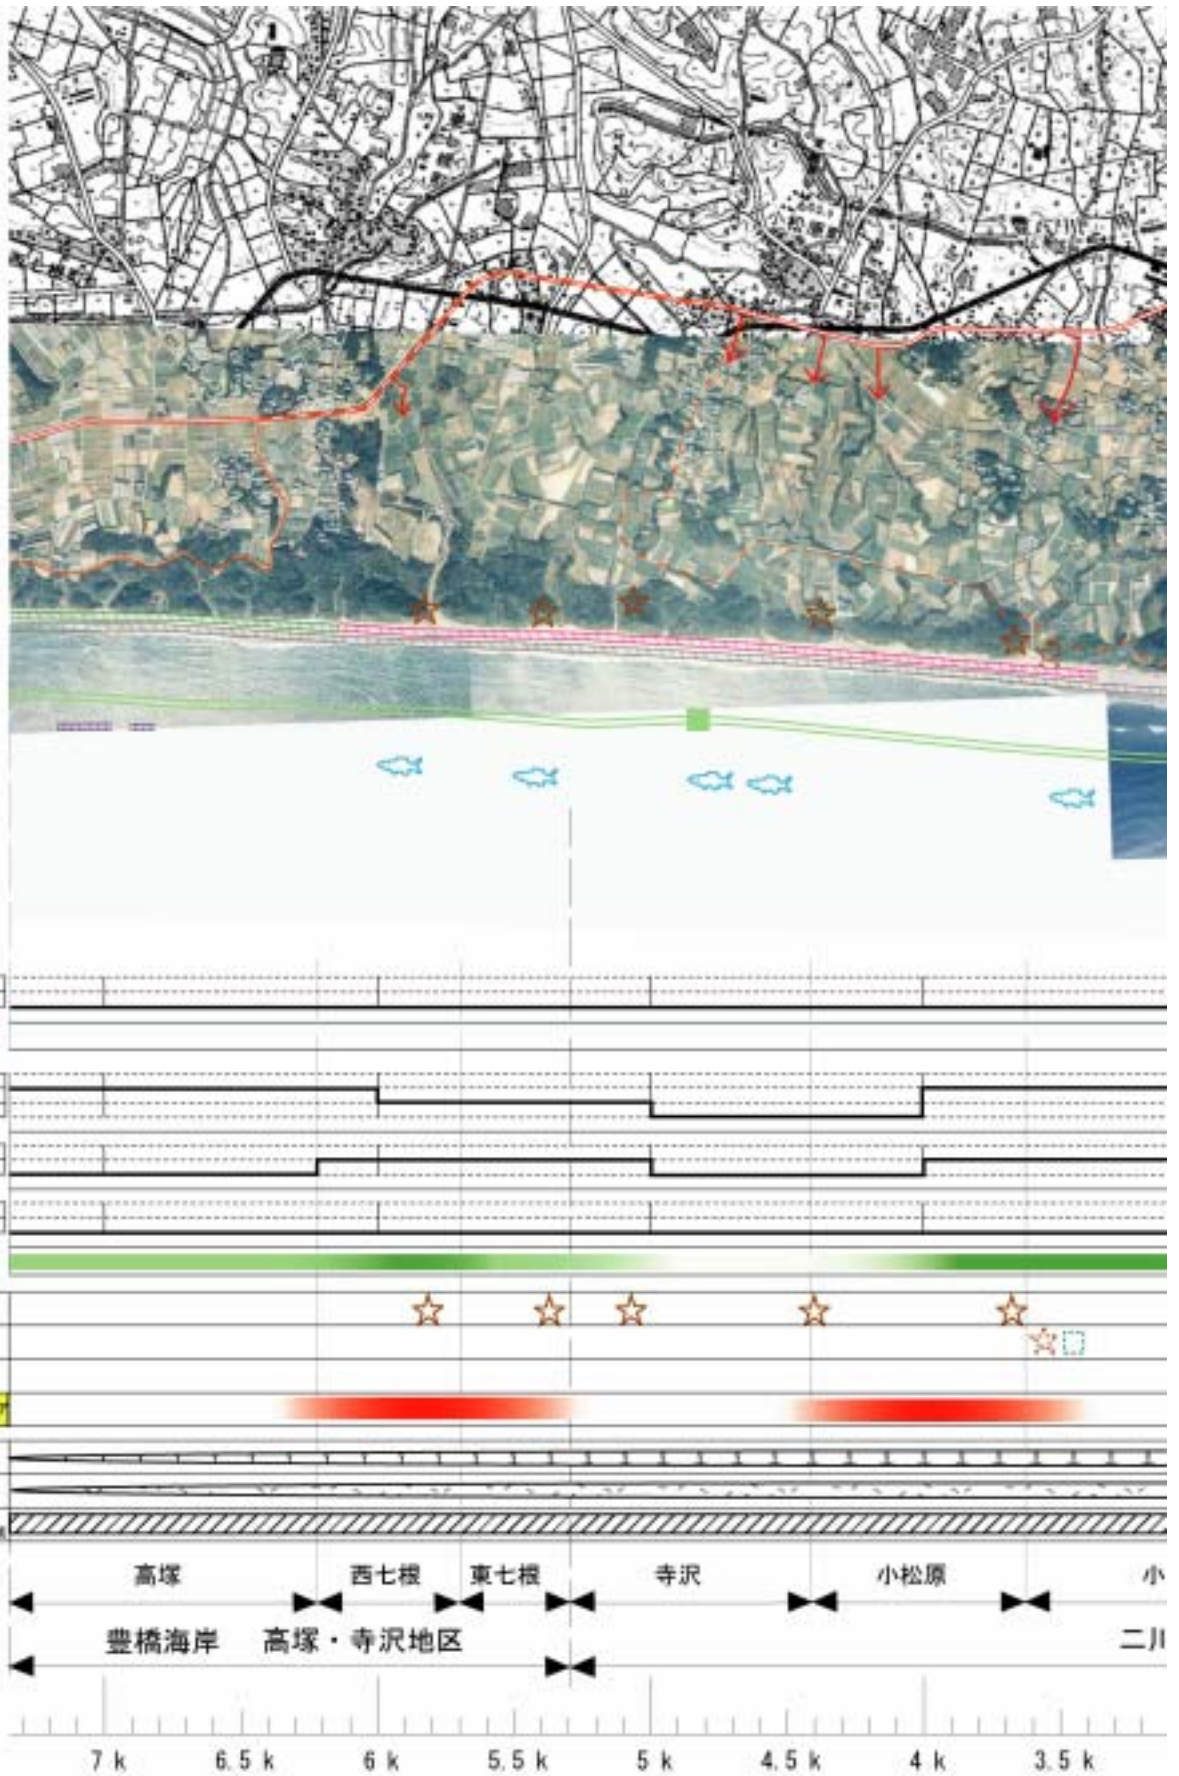 高塚 西七根 東七根 寺沢 小松原 小
豊橋海岸 高塚・寺沢地区 二川
7 k 6.5 k 6 k 5.5 k 5 k 4.5 k 4 k 3.5 k